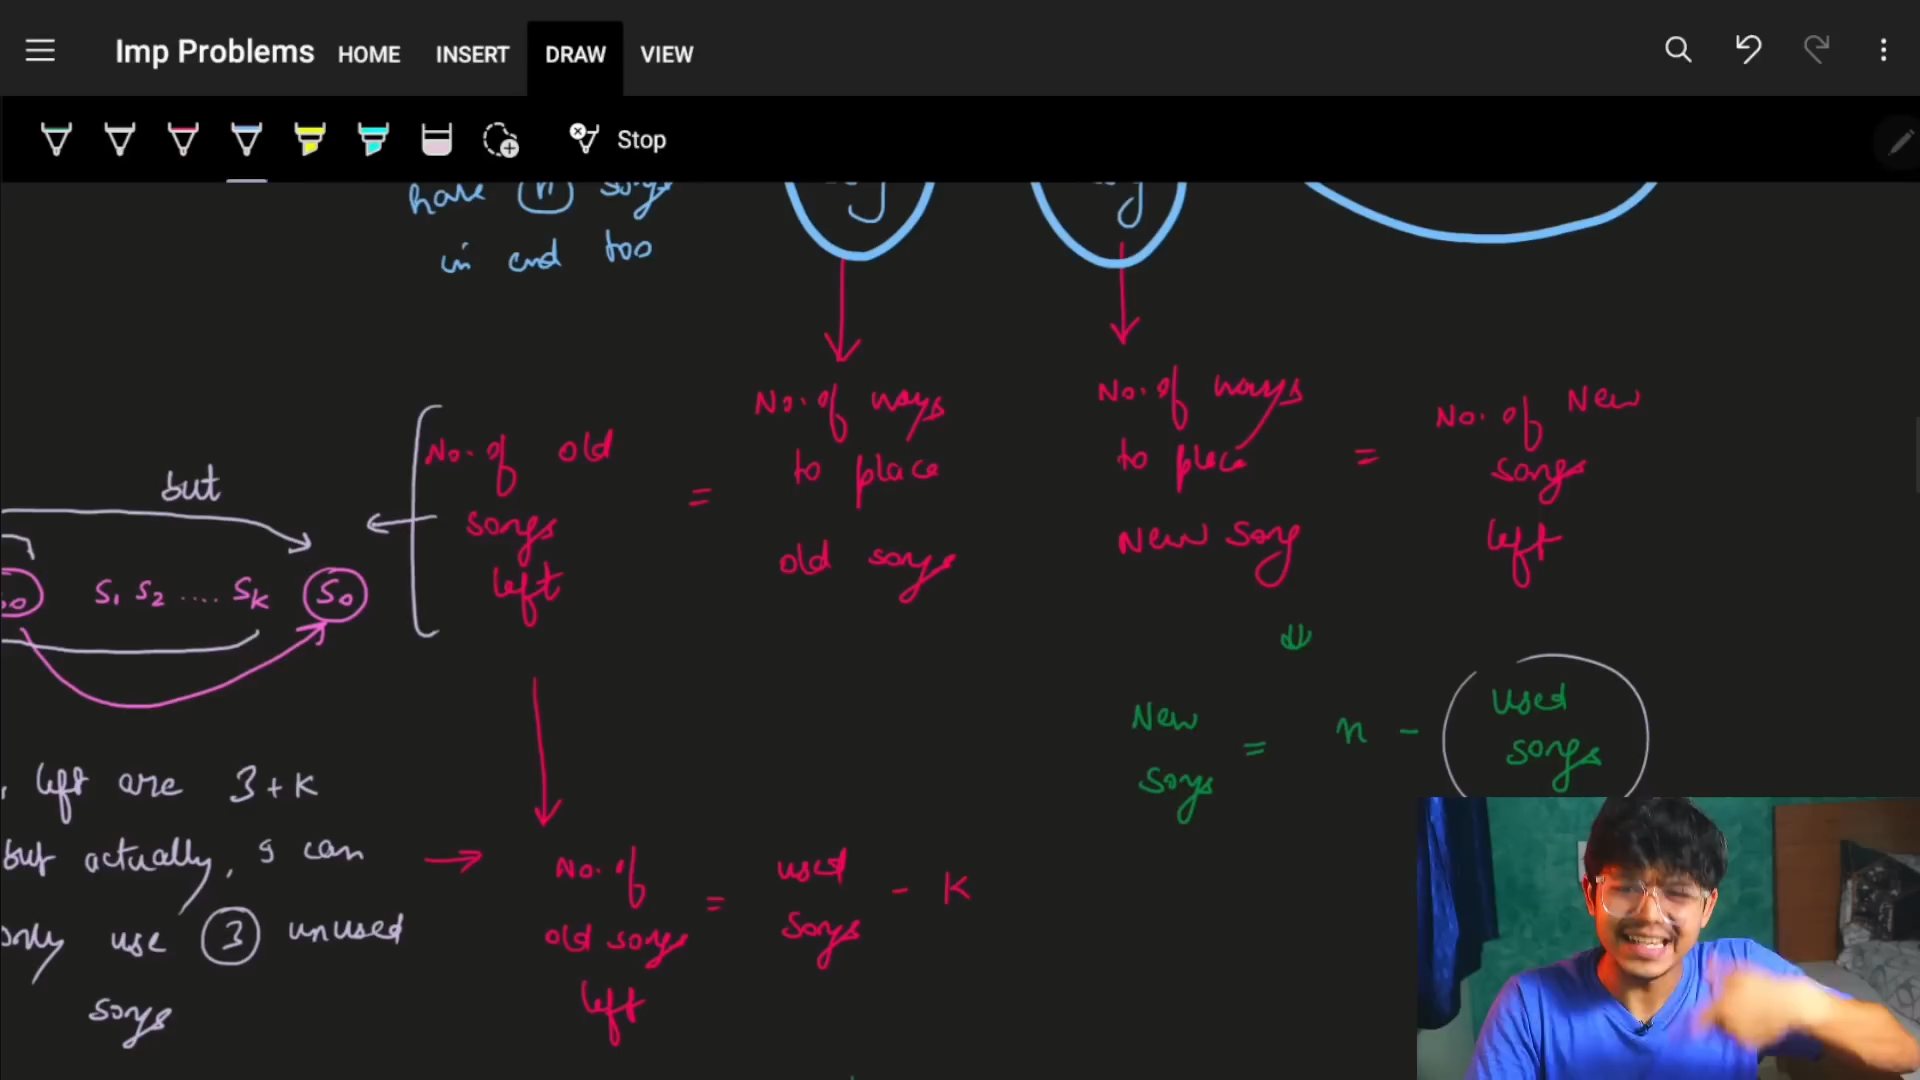 Imp Problems HOME INSERT DRAW VIEW
Stop
have n songs
in end too
but
S1 S2 .... SK S0
No. of old
songs
left
=
No. of ways
to place
old songs
No. of ways
to place
New song
=
No. of New
songs
left
New
songs
= n -
used
songs
left are 3+K
but actually, I can
only use 3 unused
songs
No. of
old songs
left
=
used
songs
- K